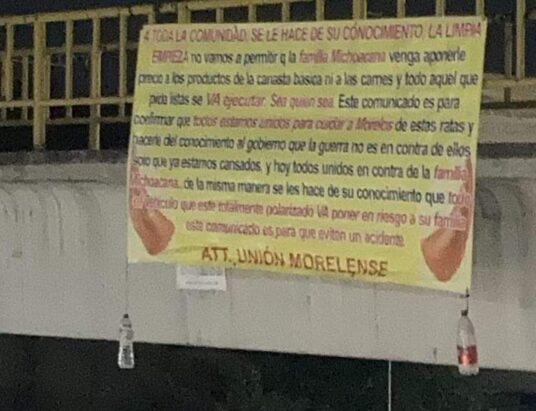 A TODA LA COMUNIDAD, SE LE HACE DE SU CONOCIMIENTO, LA LIMPIA
EMPIEZA no vamos a permitir q la familia Michoacana venga aponerle
precio a los productos de la canasta básica ni a las carnes y todo aquel que
pida listas se VA ejecutar. Sea quien sea. Este comunicado es para
confirmar que todos estamos unidos para cuidar a Morelos de estas ratas y
hacerle del conocimiento al gobierno que la guerra no es en contra de ellos
solo que ya estamos cansados, y hoy todos unidos en contra de la familia
Michoacana.. de la misma manera se les hace de su conocimiento que todo
vehículo que este totalmente polarizado VA poner en riesgo a su familia
este comunicado es para que eviten un accidente
ATT., UNIÓN MORELENSE